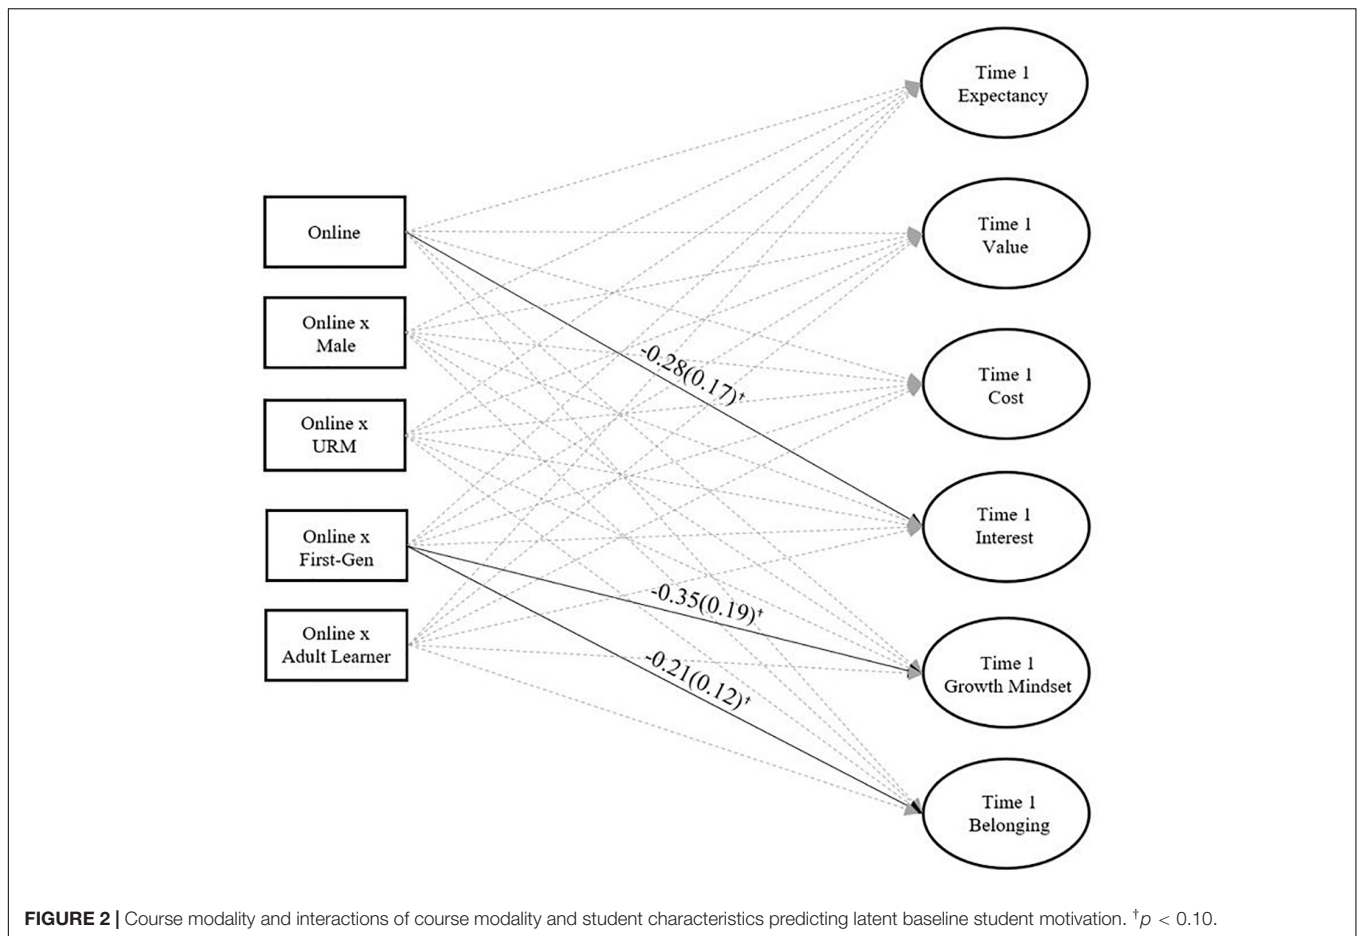 Time 1
Expectancy
Time 1
Value
Online
Online x
Male
-0.28(0.17)†
Time 1
Cost
Online x
URM
Time 1
Interest
Online x
First-Gen
-0.35(0.19)†
Online x
Adult Learner
-0.21(0.12)†
Time 1
Growth Mindset
Time 1
Belonging
FIGURE 2 | Course modality and interactions of course modality and student characteristics predicting latent baseline student motivation. †p < 0.10.